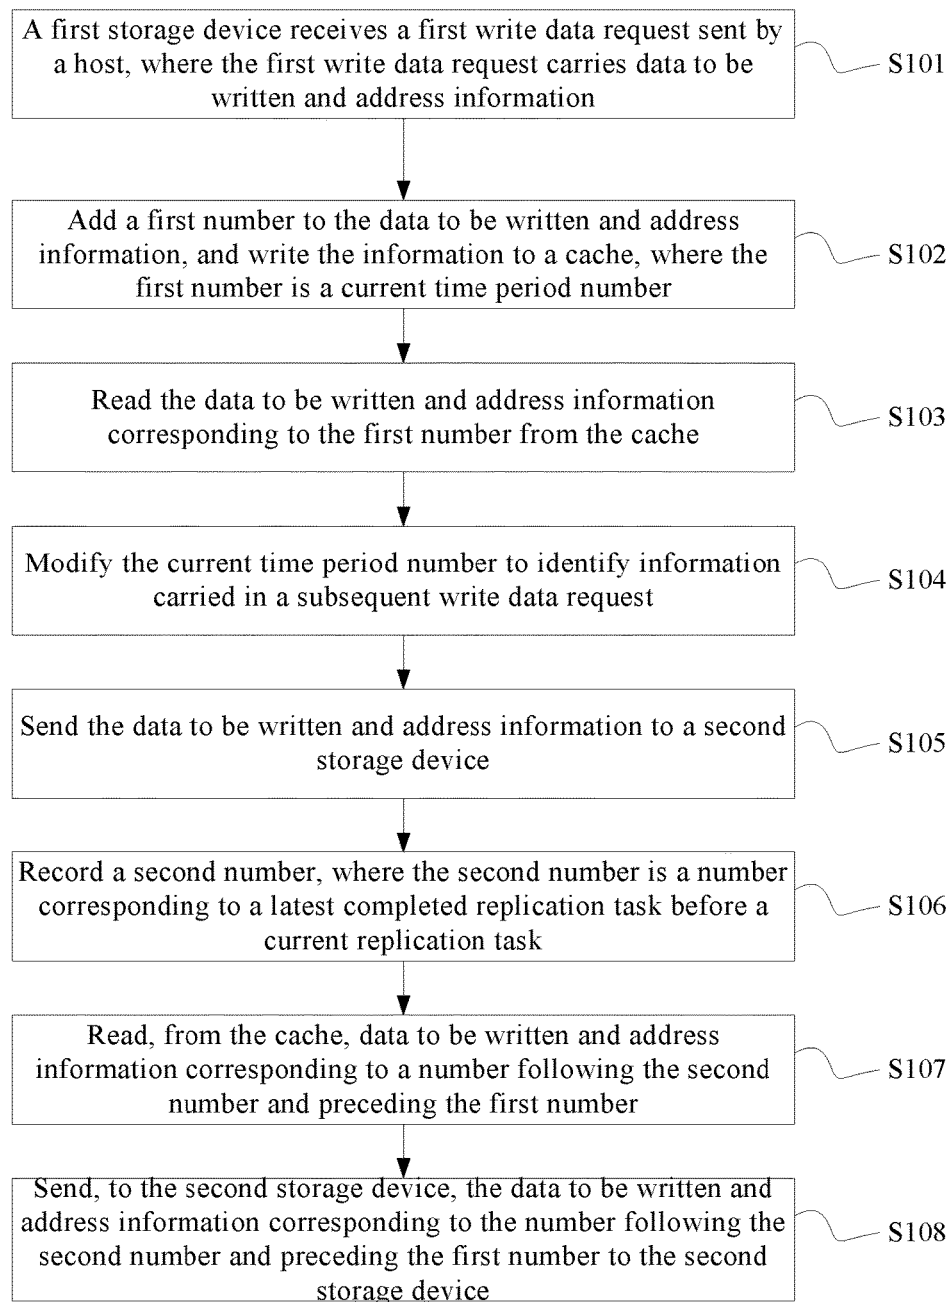 A first storage device receives a first write data request sent by
a host, where the first write data request carries data to be
written and address information
S101
Add a first number to the data to be written and address
information, and write the information to a cache, where the
first number is a current time period number
S102
Read the data to be written and address information
corresponding to the first number from the cache
S103
Modify the current time period number to identify information
carried in a subsequent write data request
S104
Send the data to be written and address information to a second
storage device
S105
Record a second number, where the second number is a number
corresponding to a latest completed replication task before a
current replication task
S106
Read, from the cache, data to be written and address
information corresponding to a number following the second
number and preceding the first number
S107
Send, to the second storage device, the data to be written and
address information corresponding to the number following the
second number and preceding the first number to the second
storage device
S108